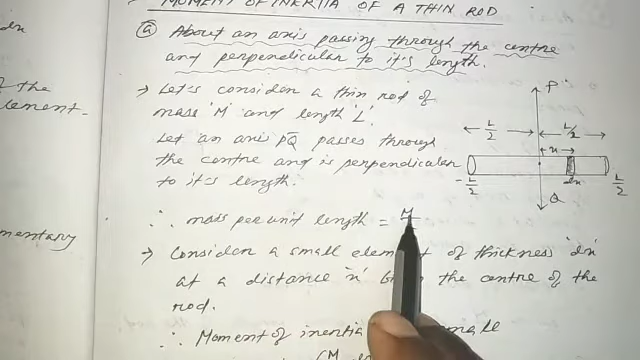 dx
of the
element-
mentary
MOMENT OF INERTIA OF A THIN ROD
(a) About an axis passing through the centre
and perpendicular to it's length.
→ Let's consider a thin rod of
mass 'M' and length 'L'.
Let an axis PQ passes through
the centre and is perpendicular
to it's length.
P
L/2
L/2
x
dx
-L/2
L/2
Q
∴ mass per unit length = M
→ Consider a small element of thickness 'dx'
at a distance 'x' the centre of the
rod.
∴ Moment of inertia